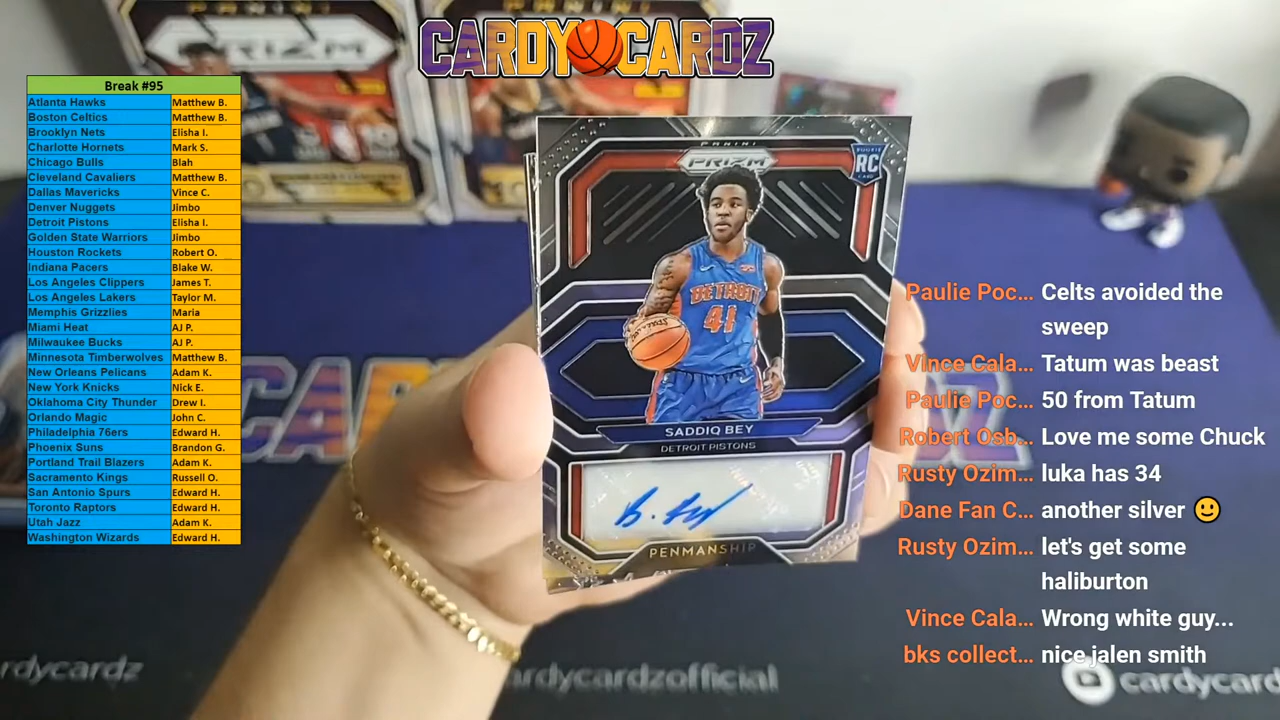 CARDY CARDZ
PANINI
PRIZM
PANINI
Break #95
Atlanta Hawks Matthew B.
Boston Celtics Matthew B.
Brooklyn Nets Elisha I.
Charlotte Hornets Mark S.
Chicago Bulls Blah
Cleveland Cavaliers Matthew B.
Dallas Mavericks Vince C.
Denver Nuggets Jimbo
Detroit Pistons Elisha I.
Golden State Warriors Jimbo
Houston Rockets Robert O.
Indiana Pacers Blake W.
Los Angeles Clippers James T.
Los Angeles Lakers Taylor M.
Memphis Grizzlies Maria
Miami Heat AJ P.
Milwaukee Bucks AJ P.
Minnesota Timberwolves Matthew B.
New Orleans Pelicans Adam K.
New York Knicks Nick E.
Oklahoma City Thunder Drew I.
Orlando Magic John C.
Philadelphia 76ers Edward H.
Phoenix Suns Brandon G.
Portland Trail Blazers Adam K.
Sacramento Kings Russell O.
San Antonio Spurs Edward H.
Toronto Raptors Edward H.
Utah Jazz Adam K.
Washington Wizards Edward H.
PANINI
PRIZM
ROOKIE
RC
CARD
DETROIT
41
SADDIQ BEY
DETROIT PISTONS
PENMANSHIP
Paulie Poc... Celts avoided the
sweep
Vince Cala... Tatum was beast
Paulie Poc... 50 from Tatum
Robert Osb... Love me some Chuck
Rusty Ozim... luka has 34
Dane Fan C... another silver 🙂
Rusty Ozim... let's get some
haliburton
Vince Cala... Wrong white guy...
bks collect... nice jalen smith
rdycardz
ardycardzofficial
cardycardz